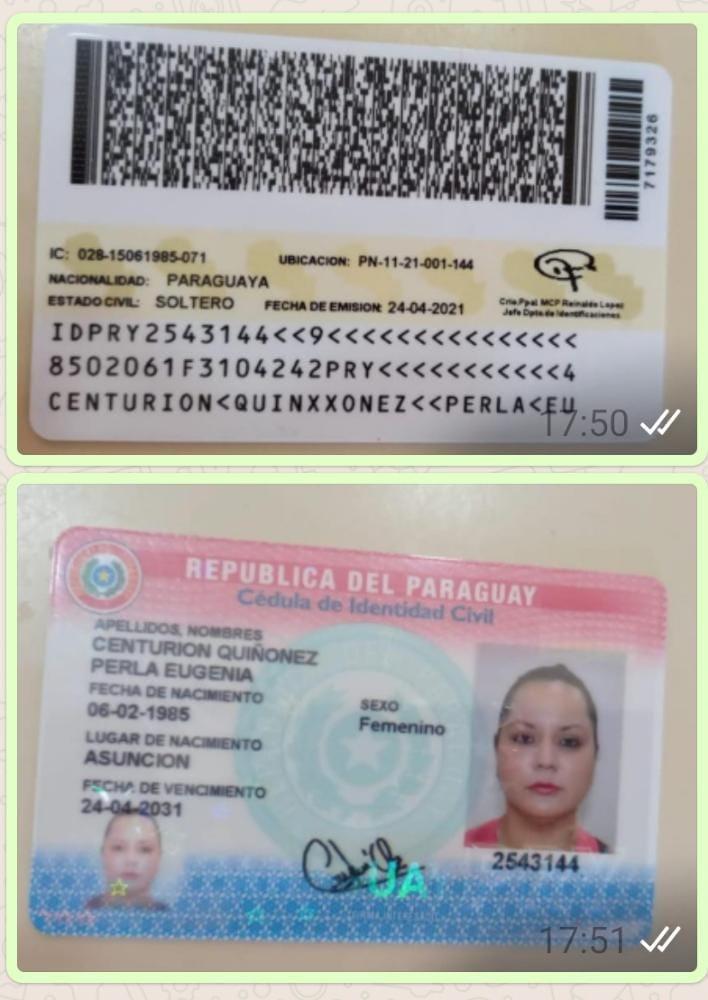 7179326
IC: 028-15061985-071
UBICACION: PN-11-21-001-144
NACIONALIDAD: PARAGUAYA
ESTADO CIVIL: SOLTERO
FECHA DE EMISION: 24-04-2021
Crio.Ppal. MCP Reinaldo Lopez
Jefe Dpto. de Identificaciones
IDPRY2543144<<9<<<<<<<<<<<<<<<
8502061F3104242PRY<<<<<<<<<<<4
CENTURION<QUINXXONEZ<<PERLA<EU
17:50
REPUBLICA DEL PARAGUAY
Cédula de Identidad Civil
APELLIDOS, NOMBRES
CENTURION QUIÑONEZ
PERLA EUGENIA
FECHA DE NACIMIENTO
06-02-1985
SEXO
Femenino
LUGAR DE NACIMIENTO
ASUNCION
FECHA DE VENCIMIENTO
24-04-2031
2543144
UA
17:51